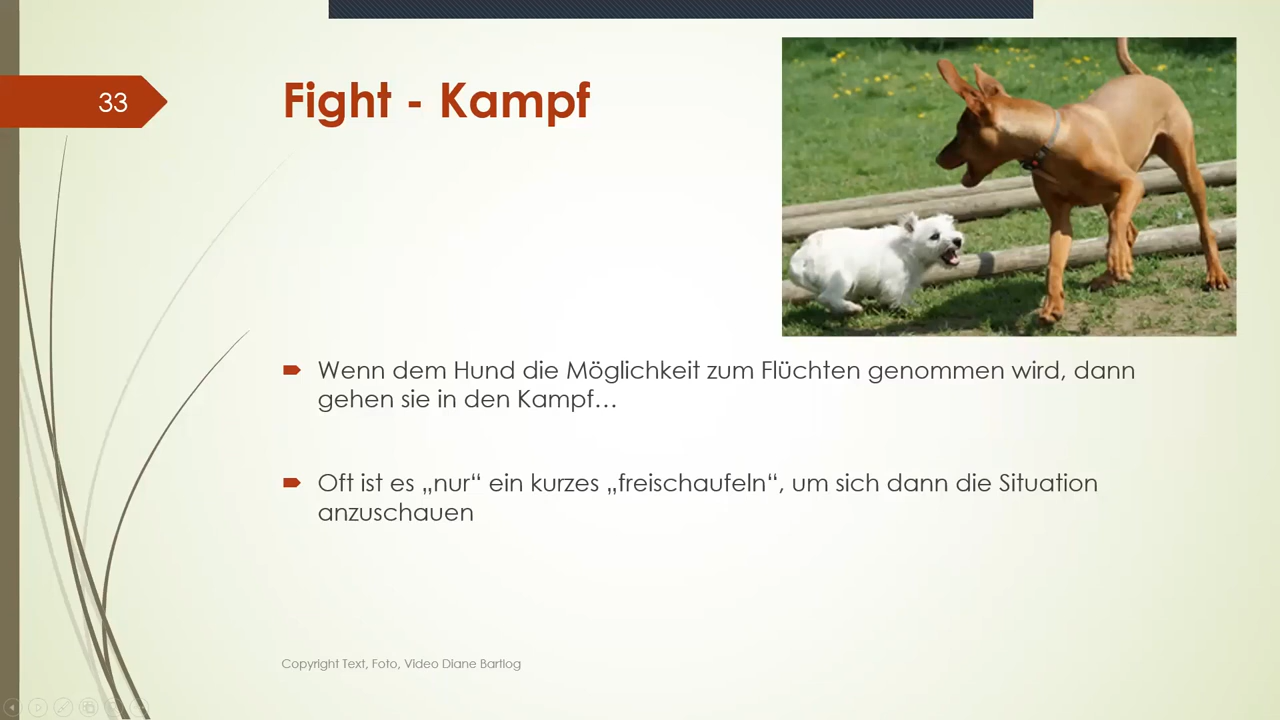 33
Fight - Kampf
Wenn dem Hund die Möglichkeit zum Flüchten genommen wird, dann
gehen sie in den Kampf…
Oft ist es „nur“ ein kurzes „freischaufeln“, um sich dann die Situation
anzuschauen
Copyright Text, Foto, Video Diane Bartlog